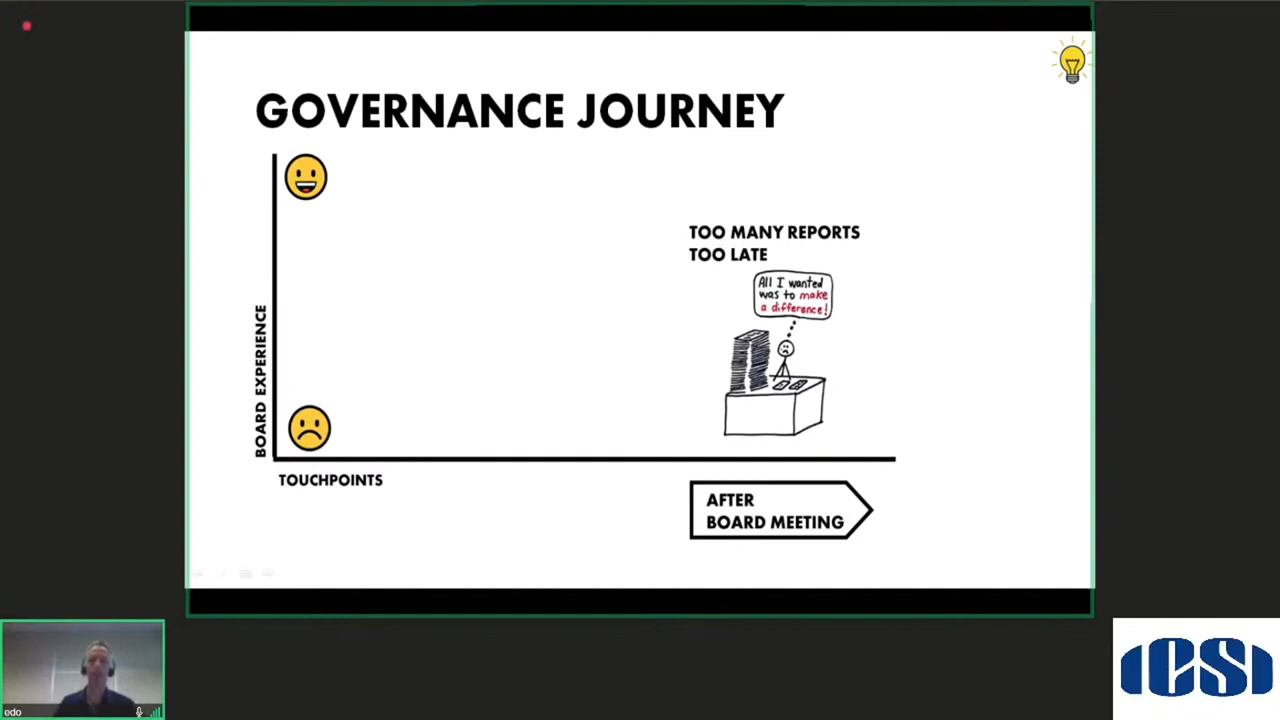 GOVERNANCE JOURNEY
TOO MANY REPORTS
TOO LATE
All I wanted
was to make
a difference!
BOARD EXPERIENCE
TOUCHPOINTS
AFTER
BOARD MEETING
edo
ICSI